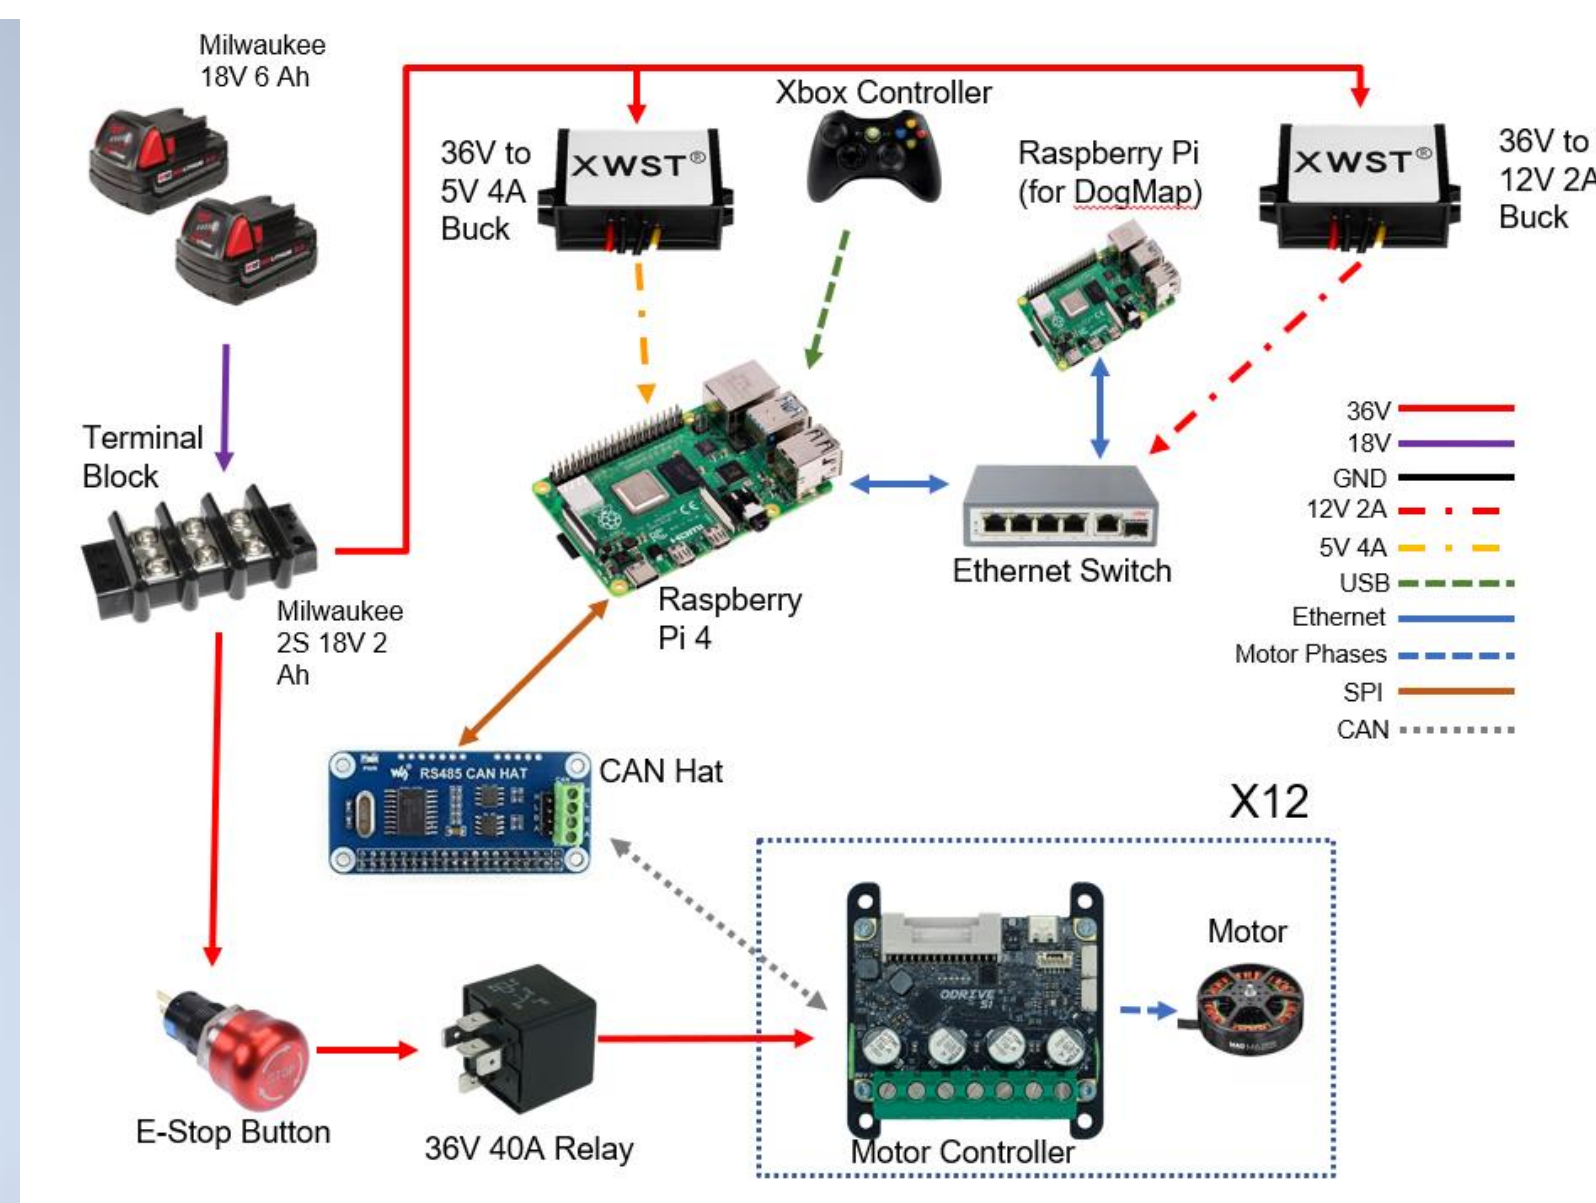 Milwaukee
18V 6 Ah
Xbox Controller
36V to
5V 4A
Buck
XWST®
Raspberry Pi
(for DogMap)
XWST®
36V to
12V 2A
Buck
Terminal
Block
Milwaukee
2S 18V 2
Ah
HDMI
Raspberry
Pi 4
Ethernet Switch
36V
18V
GND
12V 2A
5V 4A
USB
Ethernet
Motor Phases
SPI
CAN
RS485 CAN HAT
CAN Hat
X12
ODRIVE
S1
Motor
STOP
E-Stop Button
36V 40A Relay
Motor Controller